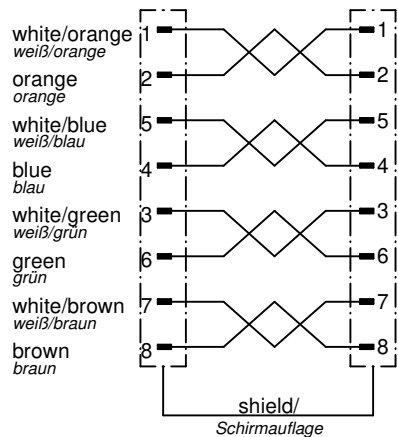 white/orange 1 1
weiß/orange
orange 2 2
orange
white/blue 5 5
weiß/blau
blue 4 4
blau
white/green 3 3
weiß/grün
green 6 6
grün
white/brown 7 7
weiß/braun
brown 8 8
braun
shield/
Schirmauflage